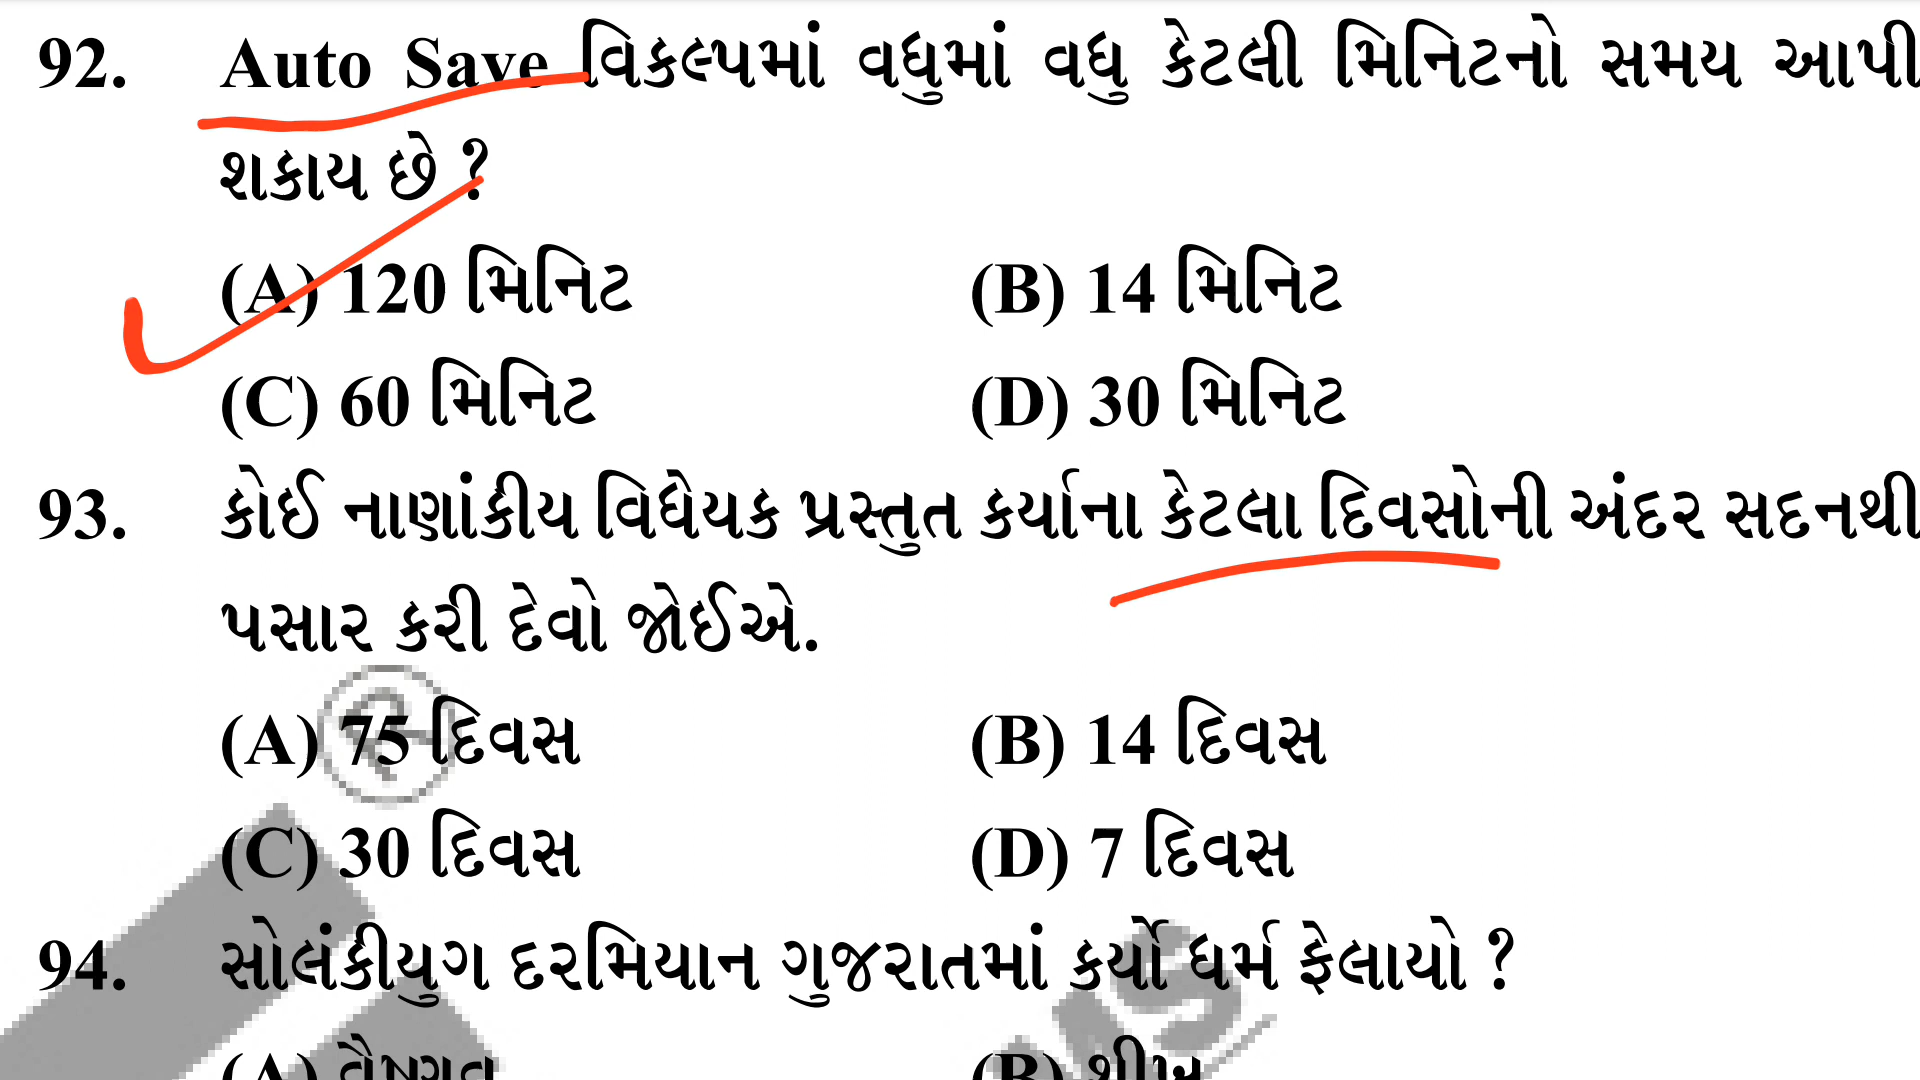 92. Auto Save વિકલ્પમાં વધુમાં વધુ કેટલી મિનિટનો સમય આપી
શકાય છે ?
(A) 120 મિનિટ (B) 14 મિનિટ
(C) 60 મિનિટ (D) 30 મિનિટ
93. કોઈ નાણાંકીય વિધેયક પ્રસ્તુત કર્યાના કેટલા દિવસોની અંદર સદનથી
પસાર કરી દેવો જોઈએ.
(A) 75 દિવસ (B) 14 દિવસ
(C) 30 દિવસ (D) 7 દિવસ
94. સોલંકીયુગ દરમિયાન ગુજરાતમાં કર્યો ધર્મ ફેલાયો ?
(A) વૈષ્ણવ (B) શીખ